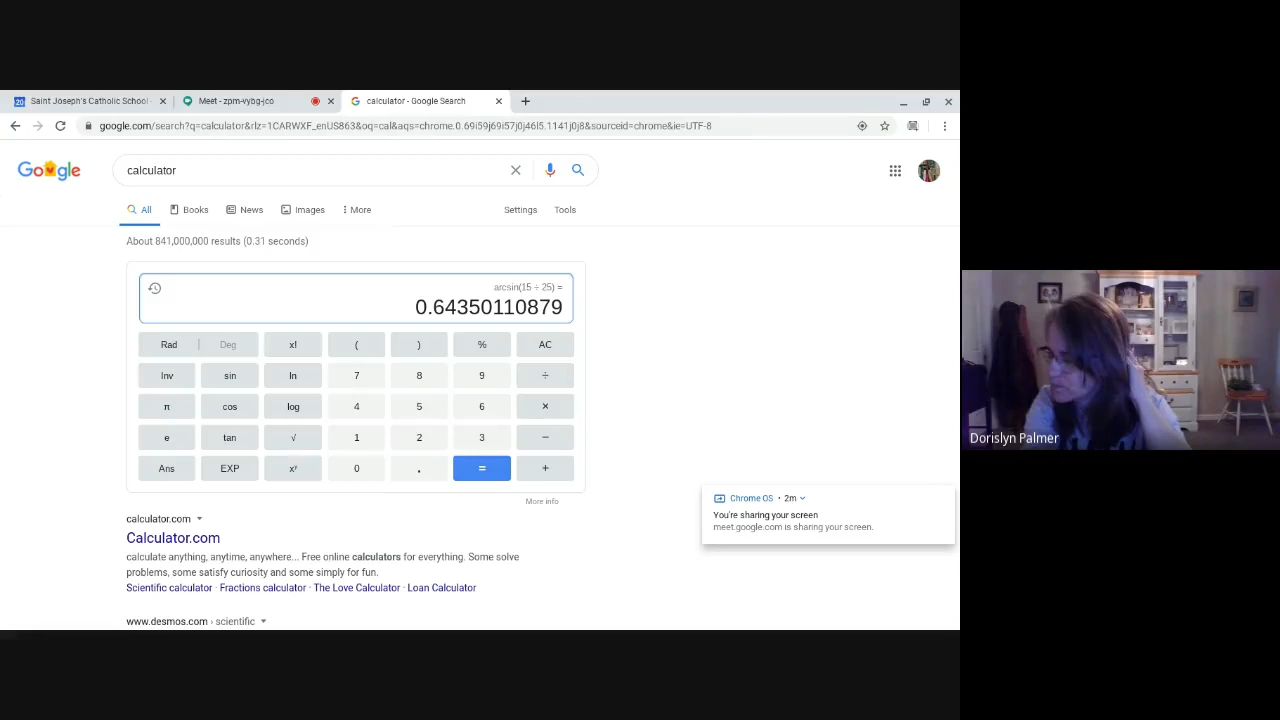 Saint Joseph's Catholic School
Meet - zpm-vybg-jco
calculator - Google Search
google.com/search?q=calculator&rlz=1CARWXF_enUS863&oq=cal&aqs=chrome.0.69i59j69i57j0j46l5.1141j0j8&sourceid=chrome&ie=UTF-8
Google
calculator
All
Books
News
Images
More
Settings
Tools
About 841,000,000 results (0.31 seconds)
arcsin(15 ÷ 25) =
0.64350110879
Rad | Deg x! ( ) % AC
Inv sin ln 7 8 9 ÷
π cos log 4 5 6 ×
e tan √ 1 2 3 −
Ans EXP xʸ 0 . = +
More info
calculator.com
Calculator.com
calculate anything, anytime, anywhere... Free online calculators for everything. Some solve
problems, some satisfy curiosity and some simply for fun.
Scientific calculator · Fractions calculator · The Love Calculator · Loan Calculator
www.desmos.com › scientific
Chrome OS · 2m
You're sharing your screen
meet.google.com is sharing your screen.
Dorislyn Palmer